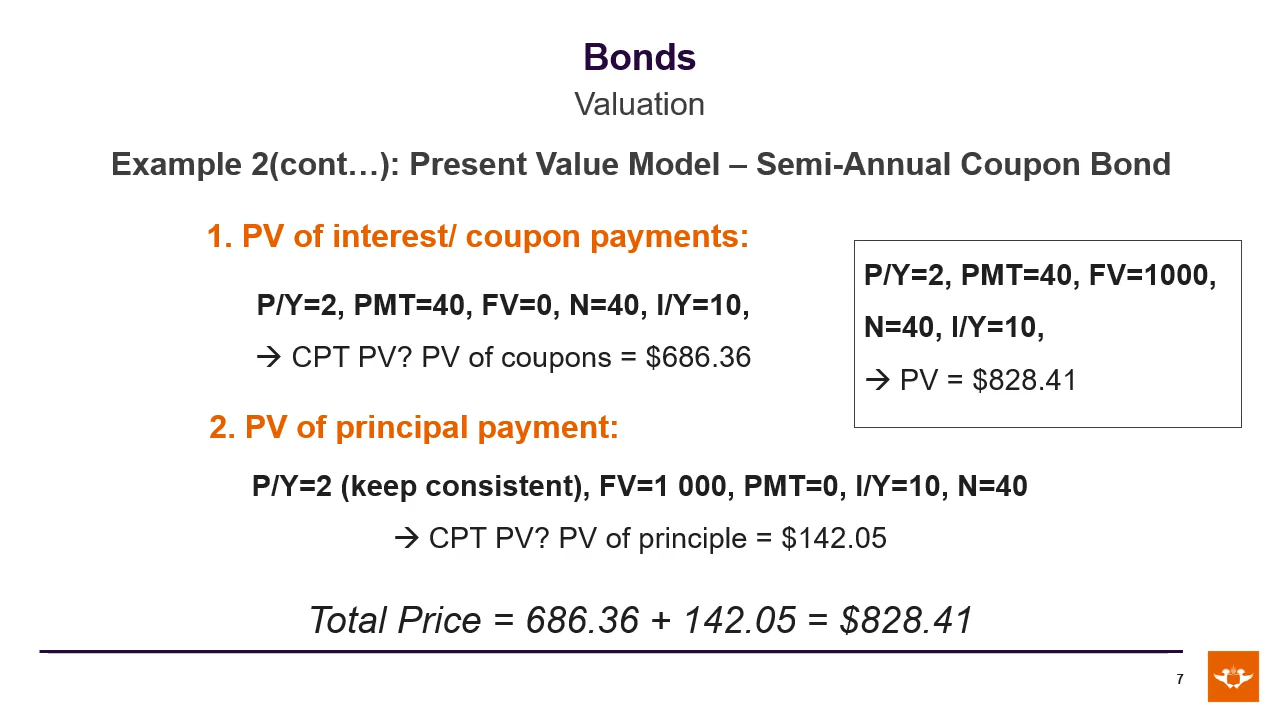 Bonds
Valuation
Example 2(cont…): Present Value Model – Semi-Annual Coupon Bond
1. PV of interest/ coupon payments:
P/Y=2, PMT=40, FV=0, N=40, I/Y=10,
→ CPT PV? PV of coupons = $686.36
P/Y=2, PMT=40, FV=1000,
N=40, I/Y=10,
→ PV = $828.41
2. PV of principal payment:
P/Y=2 (keep consistent), FV=1 000, PMT=0, I/Y=10, N=40
→ CPT PV? PV of principle = $142.05
Total Price = 686.36 + 142.05 = $828.41
7